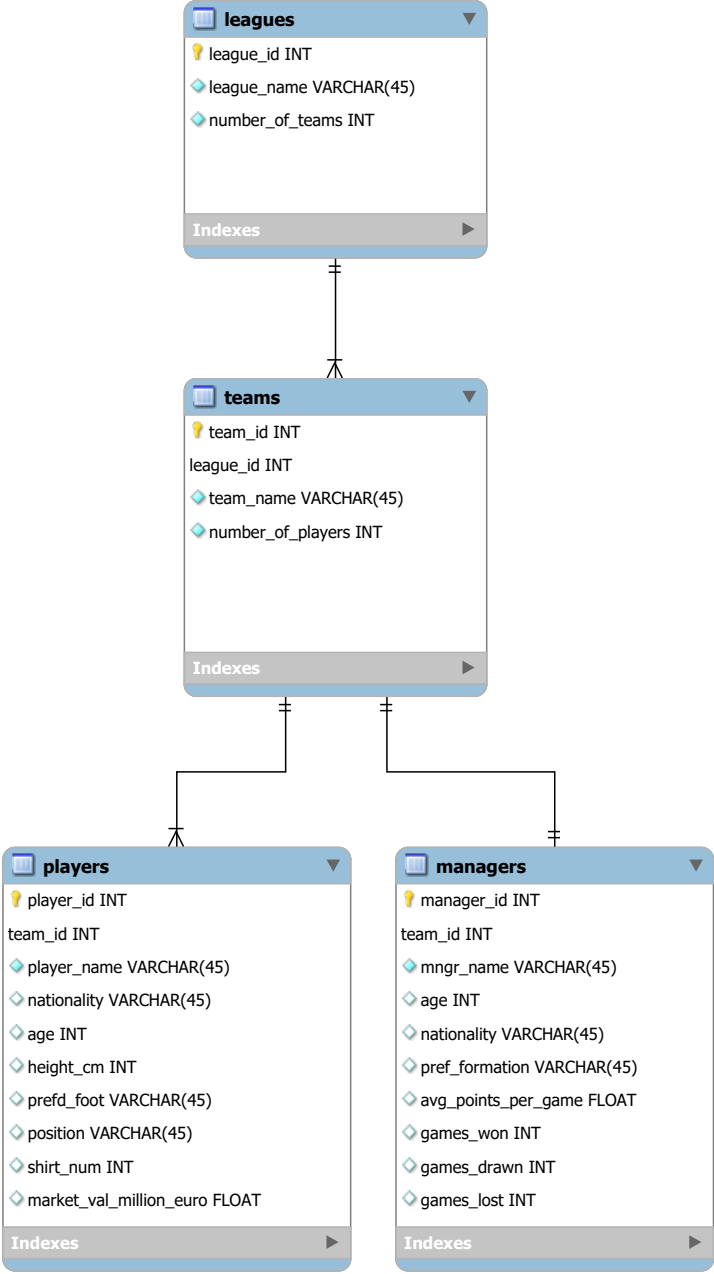 leagues
league_id INT
league_name VARCHAR(45)
number_of_teams INT
Indexes
teams
team_id INT
league_id INT
team_name VARCHAR(45)
number_of_players INT
Indexes
players
player_id INT
team_id INT
player_name VARCHAR(45)
nationality VARCHAR(45)
age INT
height_cm INT
prefd_foot VARCHAR(45)
position VARCHAR(45)
shirt_num INT
market_val_million_euro FLOAT
Indexes
managers
manager_id INT
team_id INT
mngr_name VARCHAR(45)
age INT
nationality VARCHAR(45)
pref_formation VARCHAR(45)
avg_points_per_game FLOAT
games_won INT
games_drawn INT
games_lost INT
Indexes